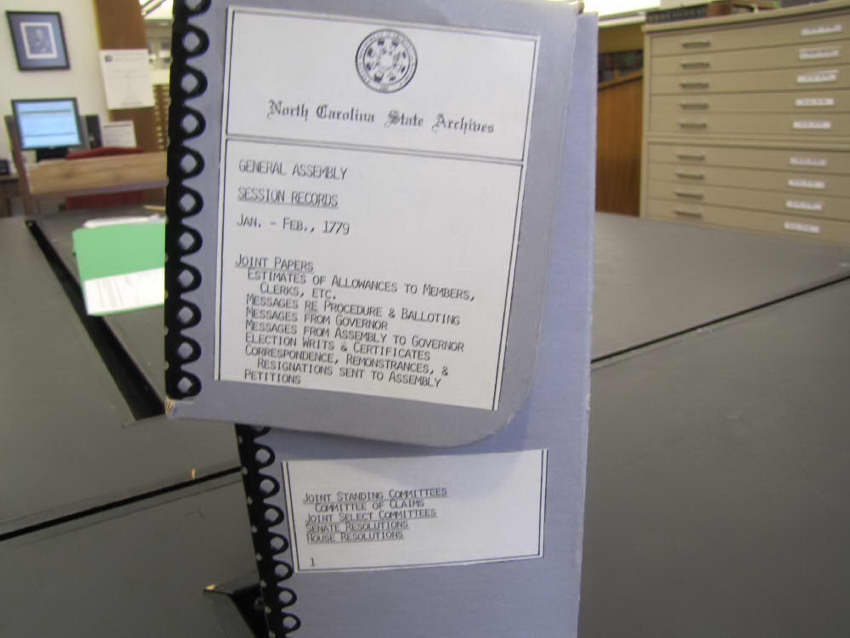 North Carolina State Archives
GENERAL ASSEMBLY
SESSION RECORDS
JAN. - FEB., 1779
JOINT PAPERS
ESTIMATES OF ALLOWANCES TO MEMBERS,
CLERKS, ETC.
MESSAGES RE PROCEDURE & BALLOTING
MESSAGES FROM GOVERNOR
MESSAGES FROM ASSEMBLY TO GOVERNOR
ELECTION WRITS & CERTIFICATES
CORRESPONDENCE, REMONSTRANCES, &
RESIGNATIONS SENT TO ASSEMBLY
PETITIONS
JOINT STANDING COMMITTEES
COMMITTEE OF CLAIMS
JOINT SELECT COMMITTEES
SENATE RESOLUTIONS
HOUSE RESOLUTIONS
1